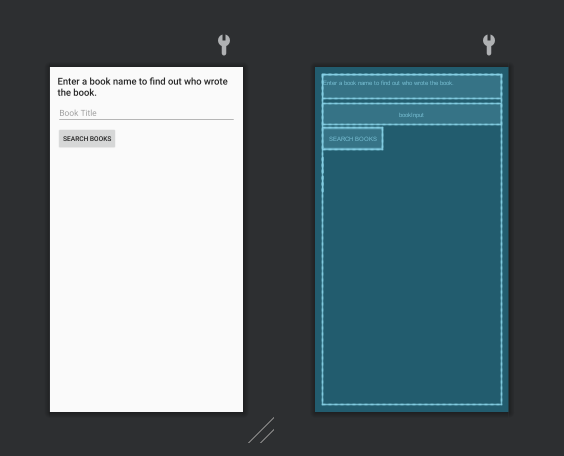 Enter a book name to find out who wrote
the book.
Book Title
SEARCH BOOKS
Enter a book name to find out who wrote the book.
bookInput
SEARCH BOOKS